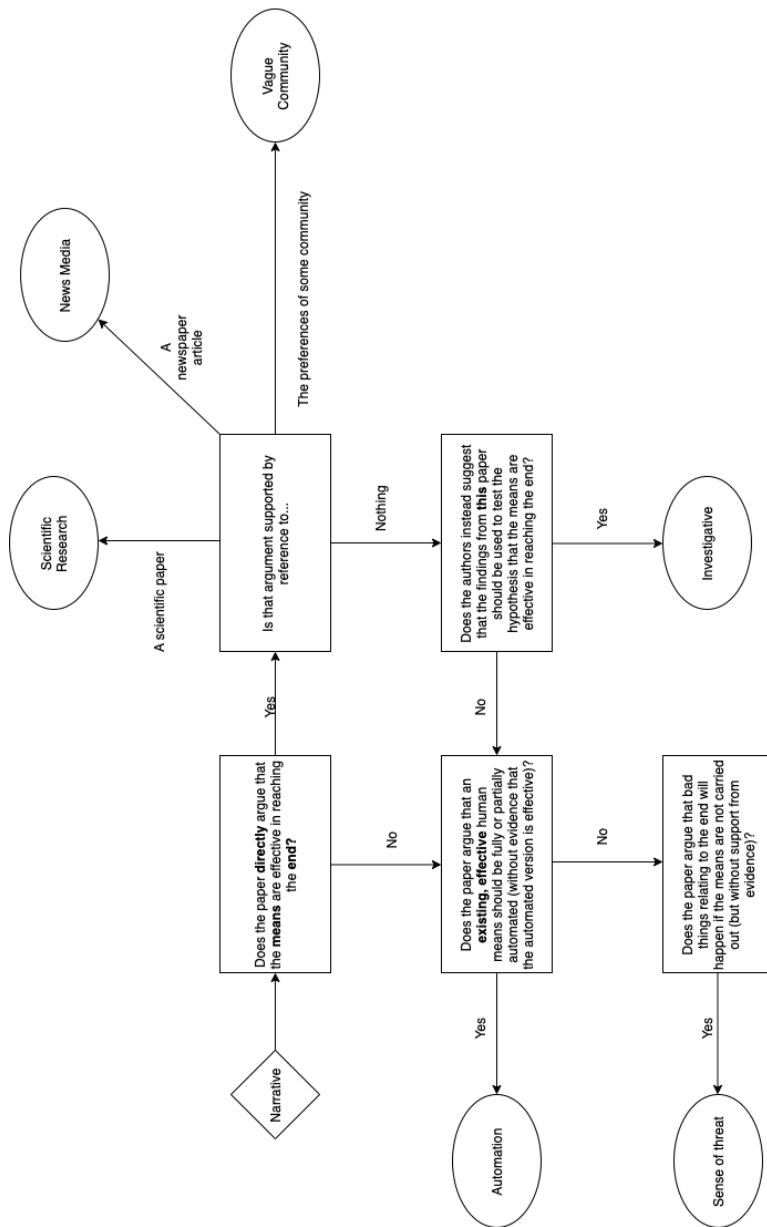 Narrative
Does the paper directly argue that
the means are effective in reaching
the end?
Yes
Is that argument supported by
reference to...
A scientific paper
Scientific
Research
A
newspaper
article
News Media
The preferences of some community
Vague
Community
No
Nothing
Does the paper argue that an
existing, effective human
means should be fully or partially
automated (without evidence that
the automated version is effective)?
No
Does the authors instead suggest
that the findings from this paper
should be used to test the
hypothesis that the means are
effective in reaching the end?
Yes
Automation
No
Yes
Investigative
Does the paper argue that bad
things relating to the end will
happen if the means are not carried
out (but without support from
evidence)?
Yes
Sense of threat